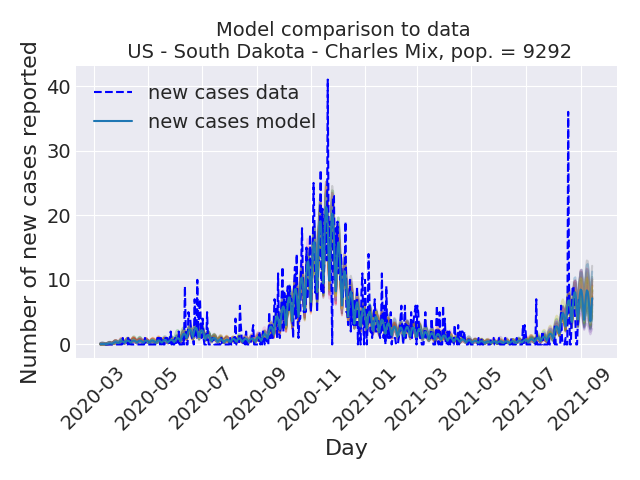 Model comparison to data
US - South Dakota - Charles Mix, pop. = 9292
Number of new cases reported
40
30
20
10
0
new cases data
new cases model
2020-03
2020-05
2020-07
2020-09
2020-11
2021-01
2021-03
2021-05
2021-07
2021-09
Day